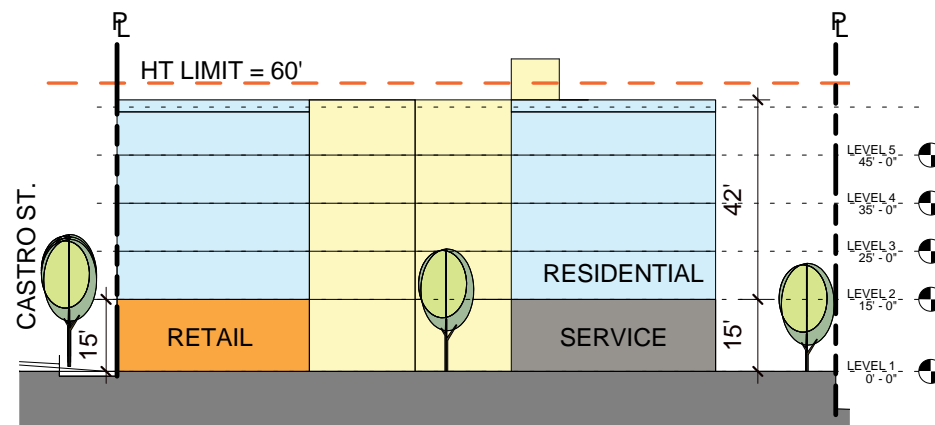 PL
PL
HT LIMIT = 60'
LEVEL 5
45' - 0"
LEVEL 4
35' - 0"
42'
CASTRO ST.
LEVEL 3
25' - 0"
RESIDENTIAL
LEVEL 2
15' - 0"
15'
RETAIL
SERVICE
15'
LEVEL 1
0' - 0"